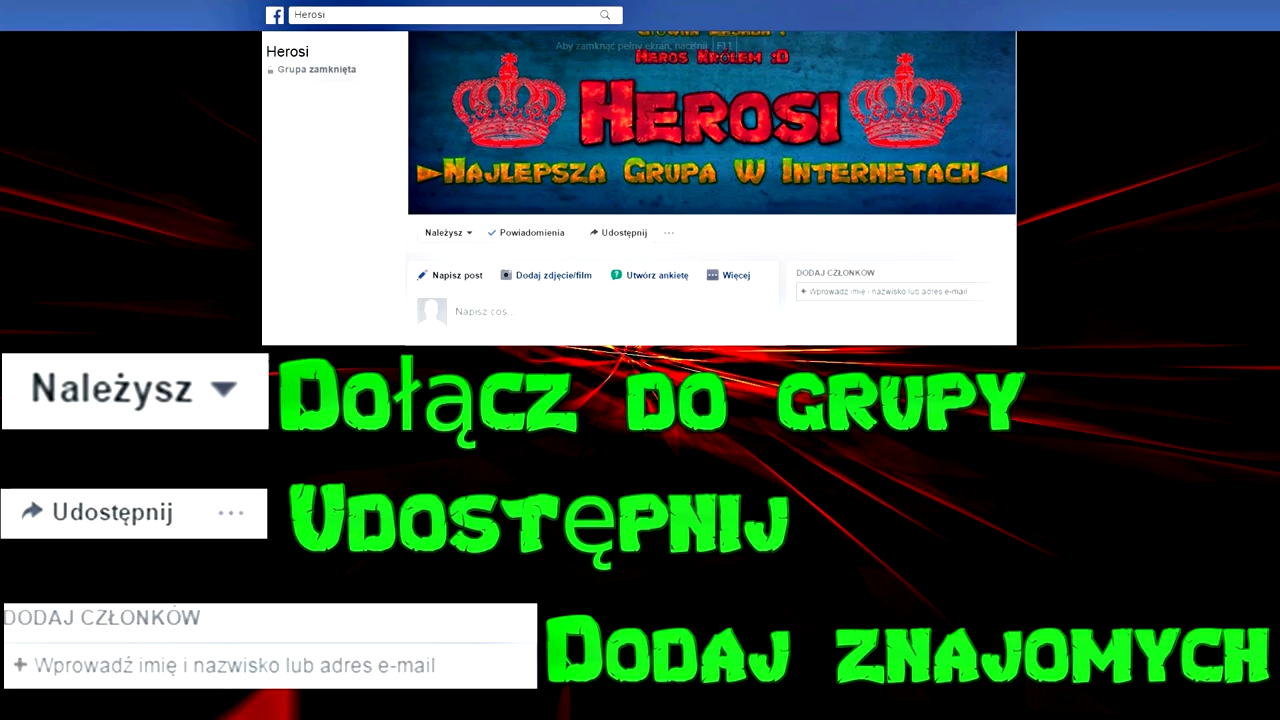 Herosi
Herosi
Grupa zamknięta
Aby zamknąć pełny ekran, naciśnij F11
Heros Królem :D
Herosi
►Najlepsza Grupa w Internetach◄
Należysz Powiadomienia Udostępnij ...
Napisz post Dodaj zdjęcie/film Utwórz ankietę Więcej
Napisz coś...
DODAJ CZŁONKÓW
+ Wprowadź imię i nazwisko lub adres e-mail
Należysz Dołącz do grupy
Udostępnij ... Udostępnij
DODAJ CZŁONKÓW
+ Wprowadź imię i nazwisko lub adres e-mail
Dodaj znajomych